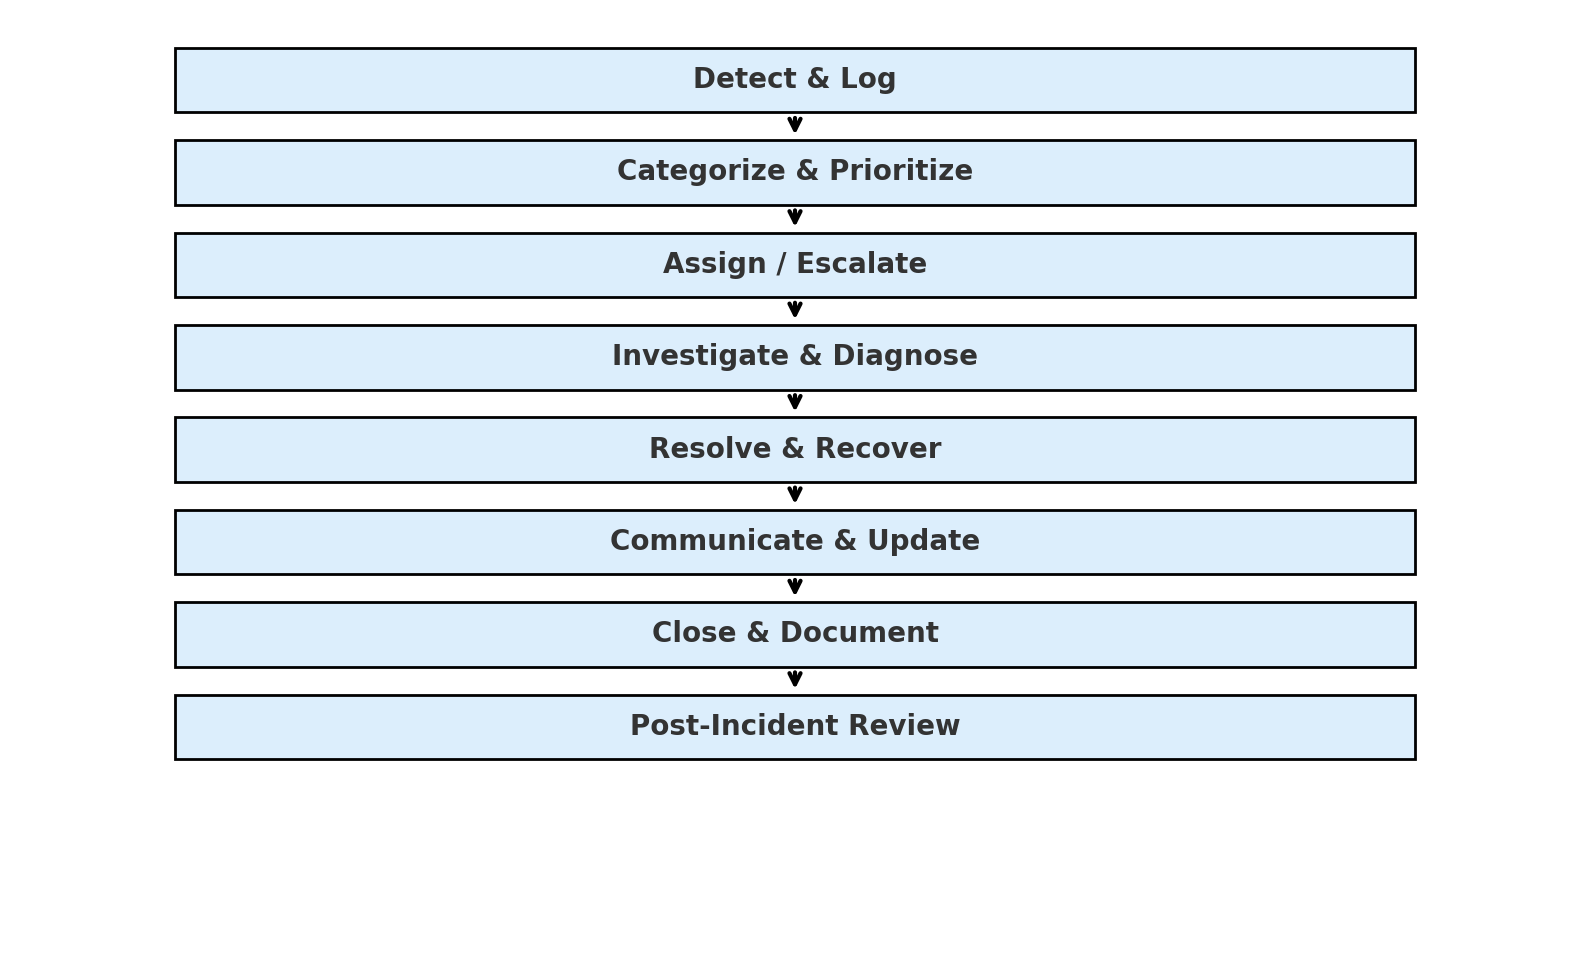 Detect & Log
Categorize & Prioritize
Assign / Escalate
Investigate & Diagnose
Resolve & Recover
Communicate & Update
Close & Document
Post-Incident Review